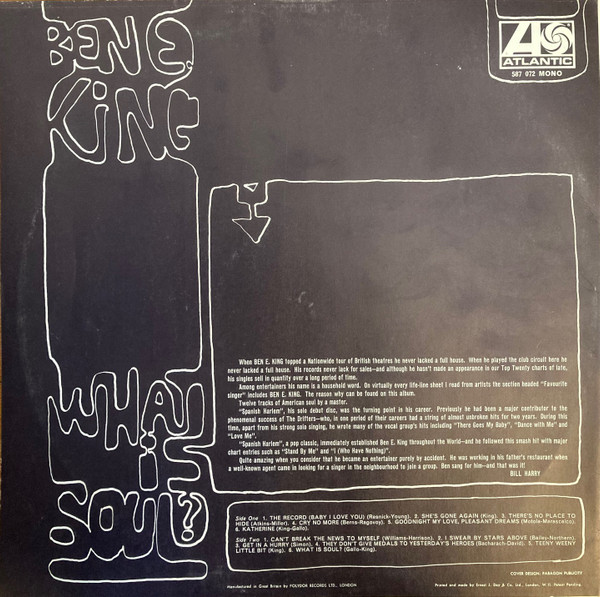 BEN E.
KING
WHAT
IS
SOUL?
ATLANTIC
587 072 MONO
When BEN E. KING topped a Nationwide tour of British theatres he never lacked a full house. When he played the club circuit here he
never lacked a full house. His records never lack for sales—and although he hasn't made an appearance in our Top Twenty charts of late,
his singles sell in quantity over a long period of time.
Among entertainers his name is a household word. On virtually every life-line sheet I read from artists the section headed "Favourite
singer" includes BEN E. KING. The reason why can be found on this album.
Twelve tracks of American soul by a master.
"Spanish Harlem", his solo debut disc, was the turning point in his career. Previously he had been a major contributor to the
phenomenal success of The Drifters—who, in one period of their careers had a string of almost unbroken hits for two years. During this
time, apart from his strong solo singing, he wrote many of the vocal group's hits including "There Goes My Baby", "Dance with Me" and
"Love Me".
"Spanish Harlem", a pop classic, immediately established Ben E. King throughout the World—and he followed this smash hit with major
chart entries such as "Stand By Me" and "I (Who Have Nothing)".
Quite amazing when you consider that he became an entertainer purely by accident. He was working in his father's restaurant when
a well-known agent came in looking for a singer in the neighbourhood to join a group. Ben sang for him—and that was it!
BILL HARRY
Side One 1. THE RECORD (BABY I LOVE YOU) (Resnick-Young). 2. SHE'S GONE AGAIN (King). 3. THERE'S NO PLACE TO
HIDE (Atkins-Miller). 4. CRY NO MORE (Berns-Ragovoy). 5. GOODNIGHT MY LOVE, PLEASANT DREAMS (Motola-Marascalco).
6. KATHERINE (King-Gallo).
Side Two 1. CAN'T BREAK THE NEWS TO MYSELF (Williams-Harrison). 2. I SWEAR BY STARS ABOVE (Bailey-Northern).
3. GET IN A HURRY (Simon). 4. THEY DON'T GIVE MEDALS TO YESTERDAY'S HEROES (Bacharach-David). 5. TEENY WEENY
LITTLE BIT (King). 6. WHAT IS SOUL? (Gallo-King).
COVER DESIGN: PARAGON PUBLICITY
Manufactured in Great Britain by POLYDOR RECORDS LTD., LONDON
Printed and made by Ernest J. Day & Co. Ltd., London, W.1. Patent Pending.